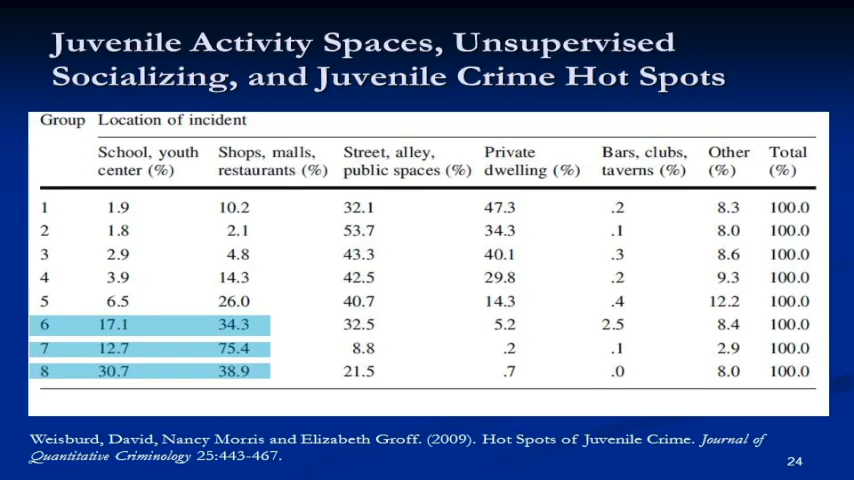 Juvenile Activity Spaces, Unsupervised
Socializing, and Juvenile Crime Hot Spots
Group Location of incident
School, youth Shops, malls, Street, alley, Private Bars, clubs, Other Total
center (%) restaurants (%) public spaces (%) dwelling (%) taverns (%) (%) (%)
1 1.9 10.2 32.1 47.3 .2 8.3 100.0
2 1.8 2.1 53.7 34.3 .1 8.0 100.0
3 2.9 4.8 43.3 40.1 .3 8.6 100.0
4 3.9 14.3 42.5 29.8 .2 9.3 100.0
5 6.5 26.0 40.7 14.3 .4 12.2 100.0
6 17.1 34.3 32.5 5.2 2.5 8.4 100.0
7 12.7 75.4 8.8 .2 .1 2.9 100.0
8 30.7 38.9 21.5 .7 .0 8.0 100.0
Weisburd, David, Nancy Morris and Elizabeth Groff. (2009). Hot Spots of Juvenile Crime. Journal of
Quantitative Criminology 25:443-467.
24